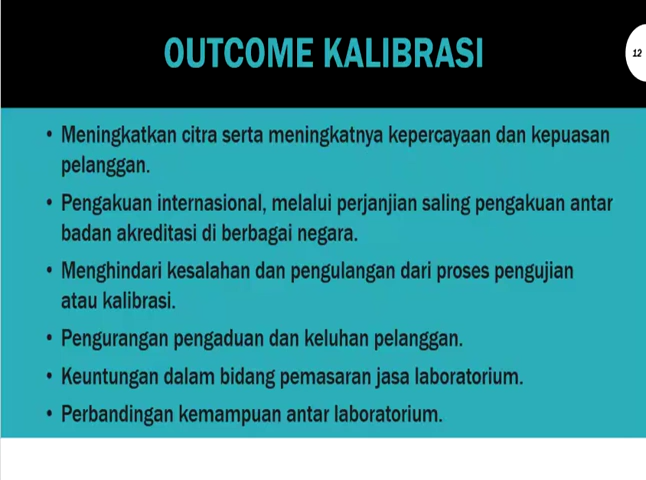 OUTCOME KALIBRASI
12
• Meningkatkan citra serta meningkatnya kepercayaan dan kepuasan
pelanggan.
• Pengakuan internasional, melalui perjanjian saling pengakuan antar
badan akreditasi di berbagai negara.
• Menghindari kesalahan dan pengulangan dari proses pengujian
atau kalibrasi.
• Pengurangan pengaduan dan keluhan pelanggan.
• Keuntungan dalam bidang pemasaran jasa laboratorium.
• Perbandingan kemampuan antar laboratorium.